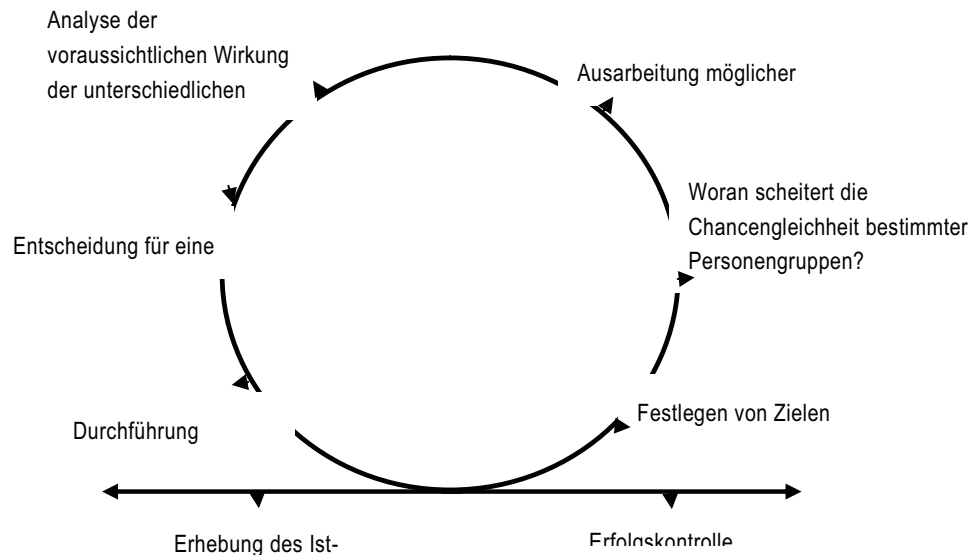 Analyse der
voraussichtlichen Wirkung
der unterschiedlichen
Ausarbeitung möglicher
Woran scheitert die
Chancengleichheit bestimmter
Personengruppen?
Entscheidung für eine
Festlegen von Zielen
Durchführung
Erhebung des Ist-
Erfolgskontrolle